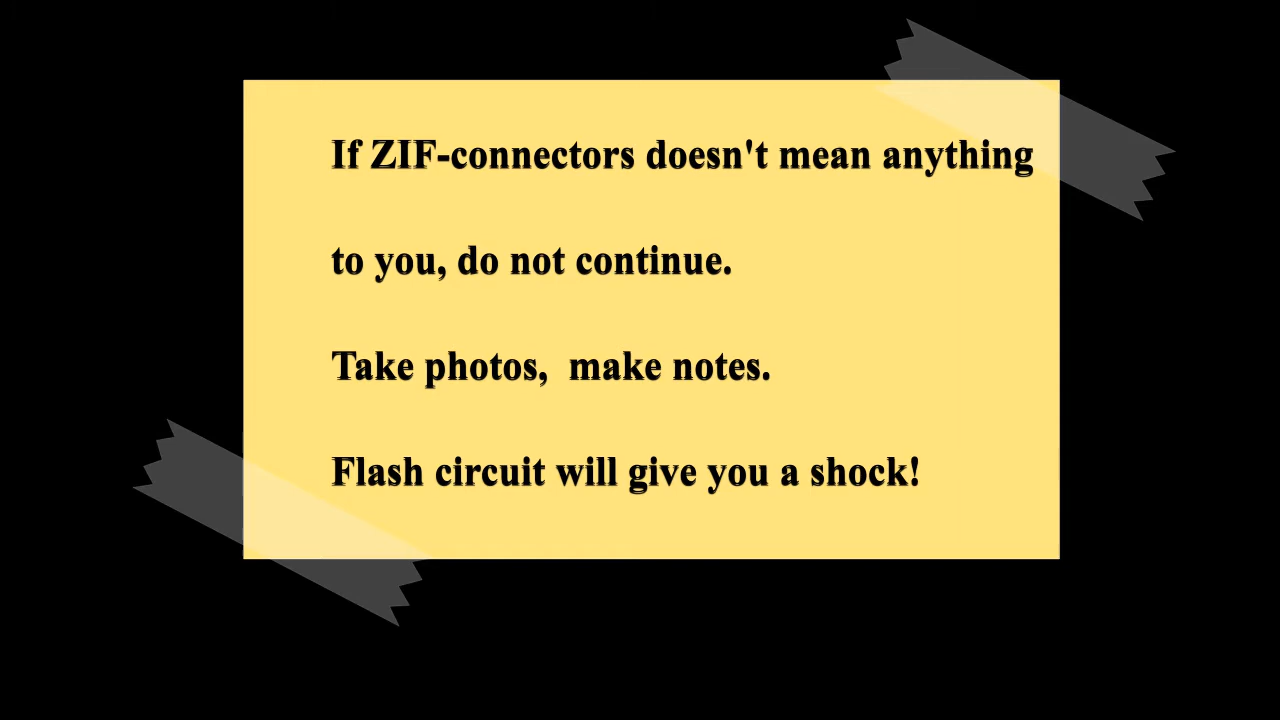 If ZIF-connectors doesn't mean anything
to you, do not continue.
Take photos,  make notes.
Flash circuit will give you a shock!